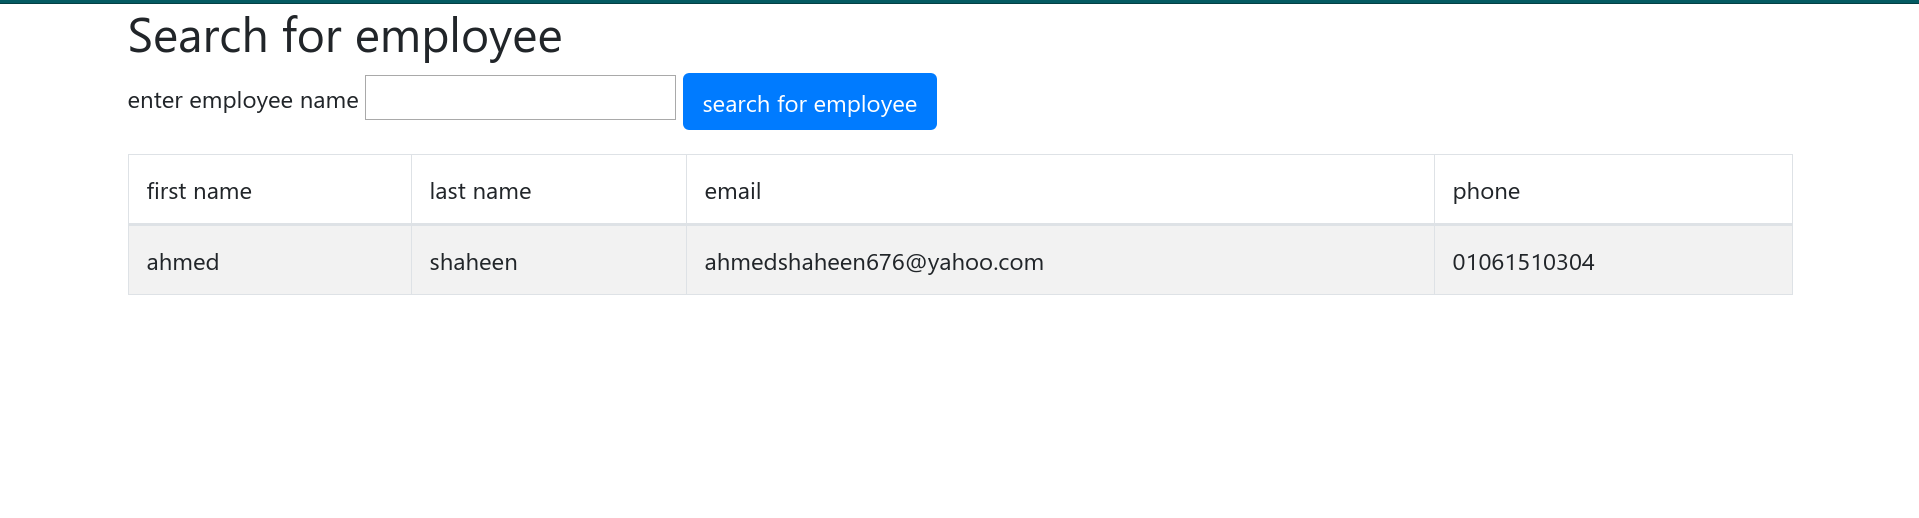 Search for employee
enter employee name search for employee
first name last name email phone
ahmed shaheen ahmedshaheen676@yahoo.com 01061510304